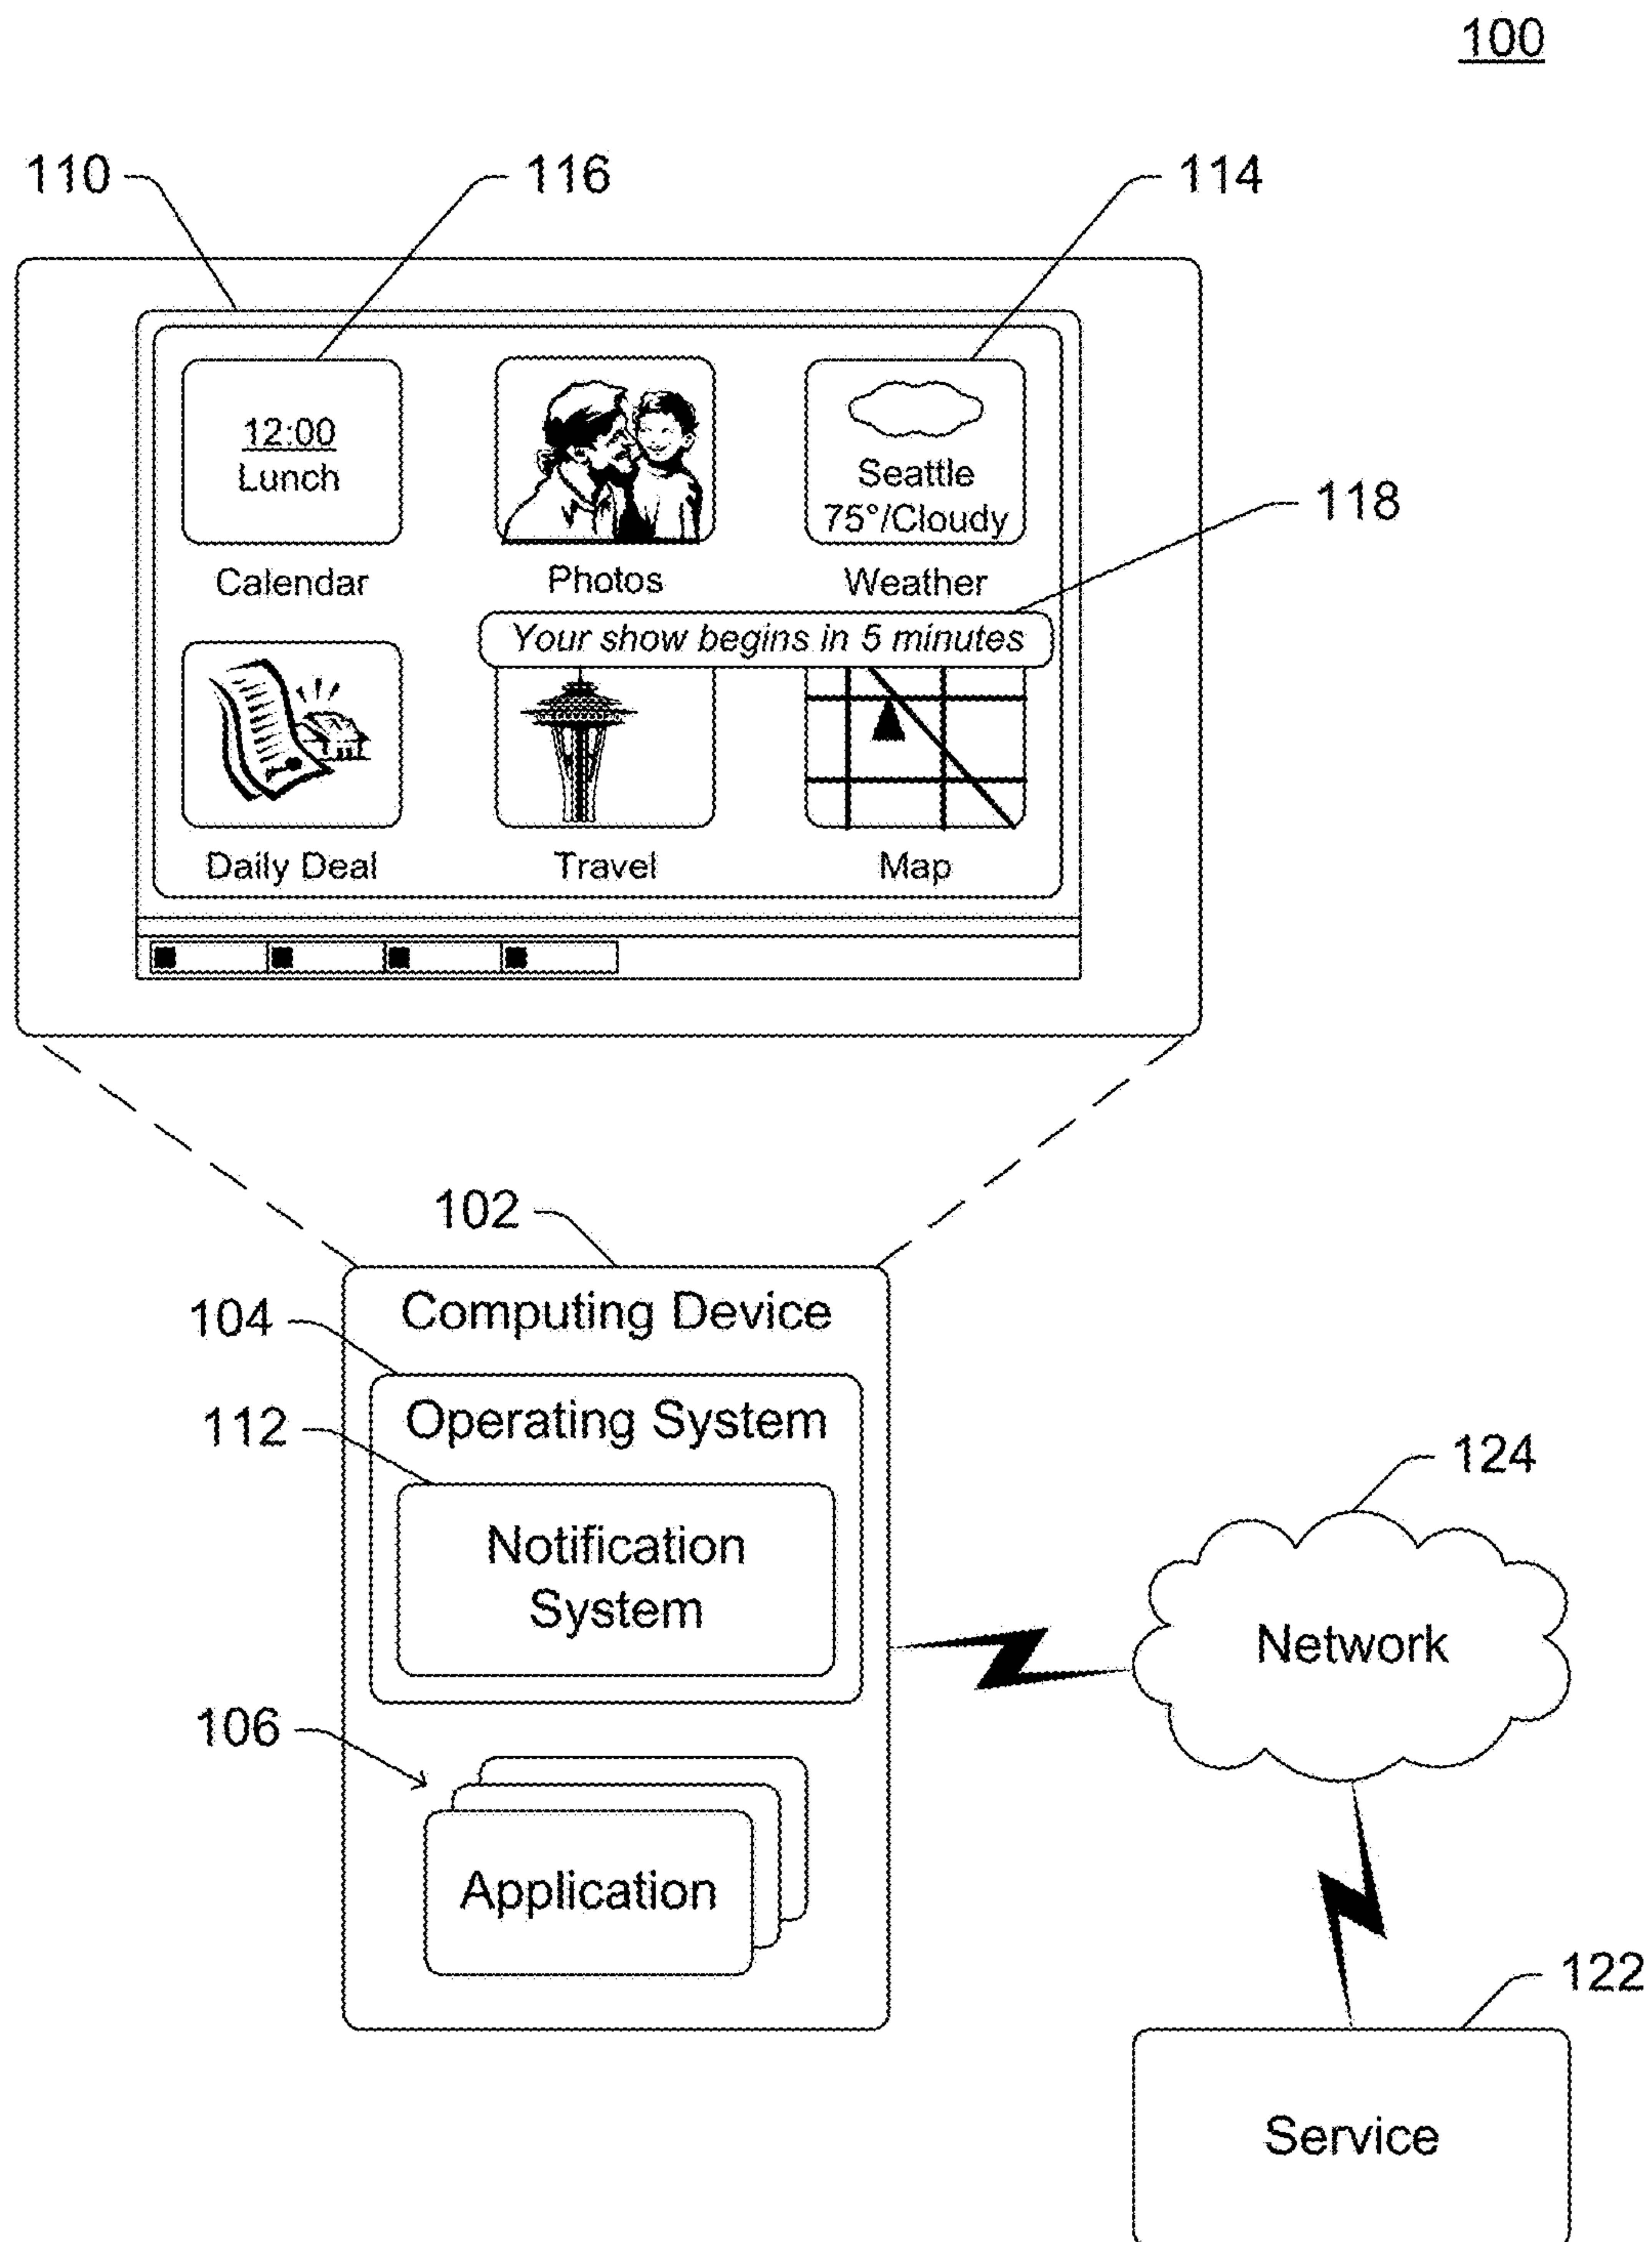 100
110
116
114
12:00
Lunch
Seattle
75°/Cloudy
118
Calendar
Photos
Weather
Your show begins in 5 minutes
Daily Deal
Travel
Map
102
Computing Device
104
Operating System
112
Notification
System
124
Network
106
Application
122
Service